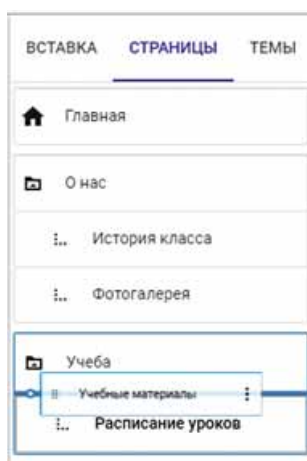 ВСТАВКА СТРАНИЦЫ ТЕМЫ
Главная
О нас
История класса
Фотогалерея
Учеба
Учебные материалы
Расписание уроков